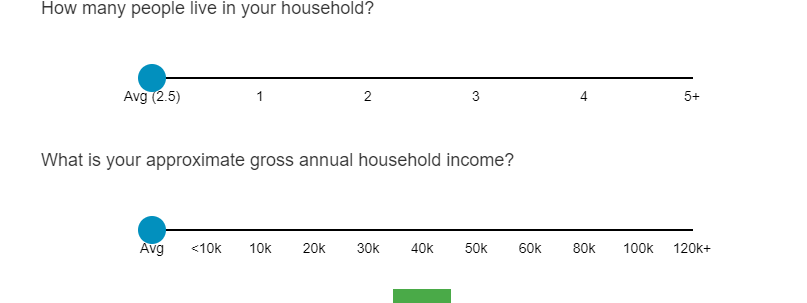 How many people live in your household?
Avg (2.5) 1 2 3 4 5+
What is your approximate gross annual household income?
Avg <10k 10k 20k 30k 40k 50k 60k 80k 100k 120k+